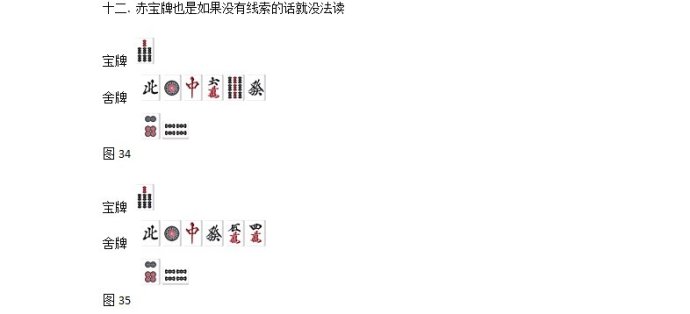 十二. 赤宝牌也是如果没有线索的话就没法读
宝牌
舍牌 北 中 六萬 發
图 34
宝牌
舍牌 北 中 發 五萬 四萬
图 35